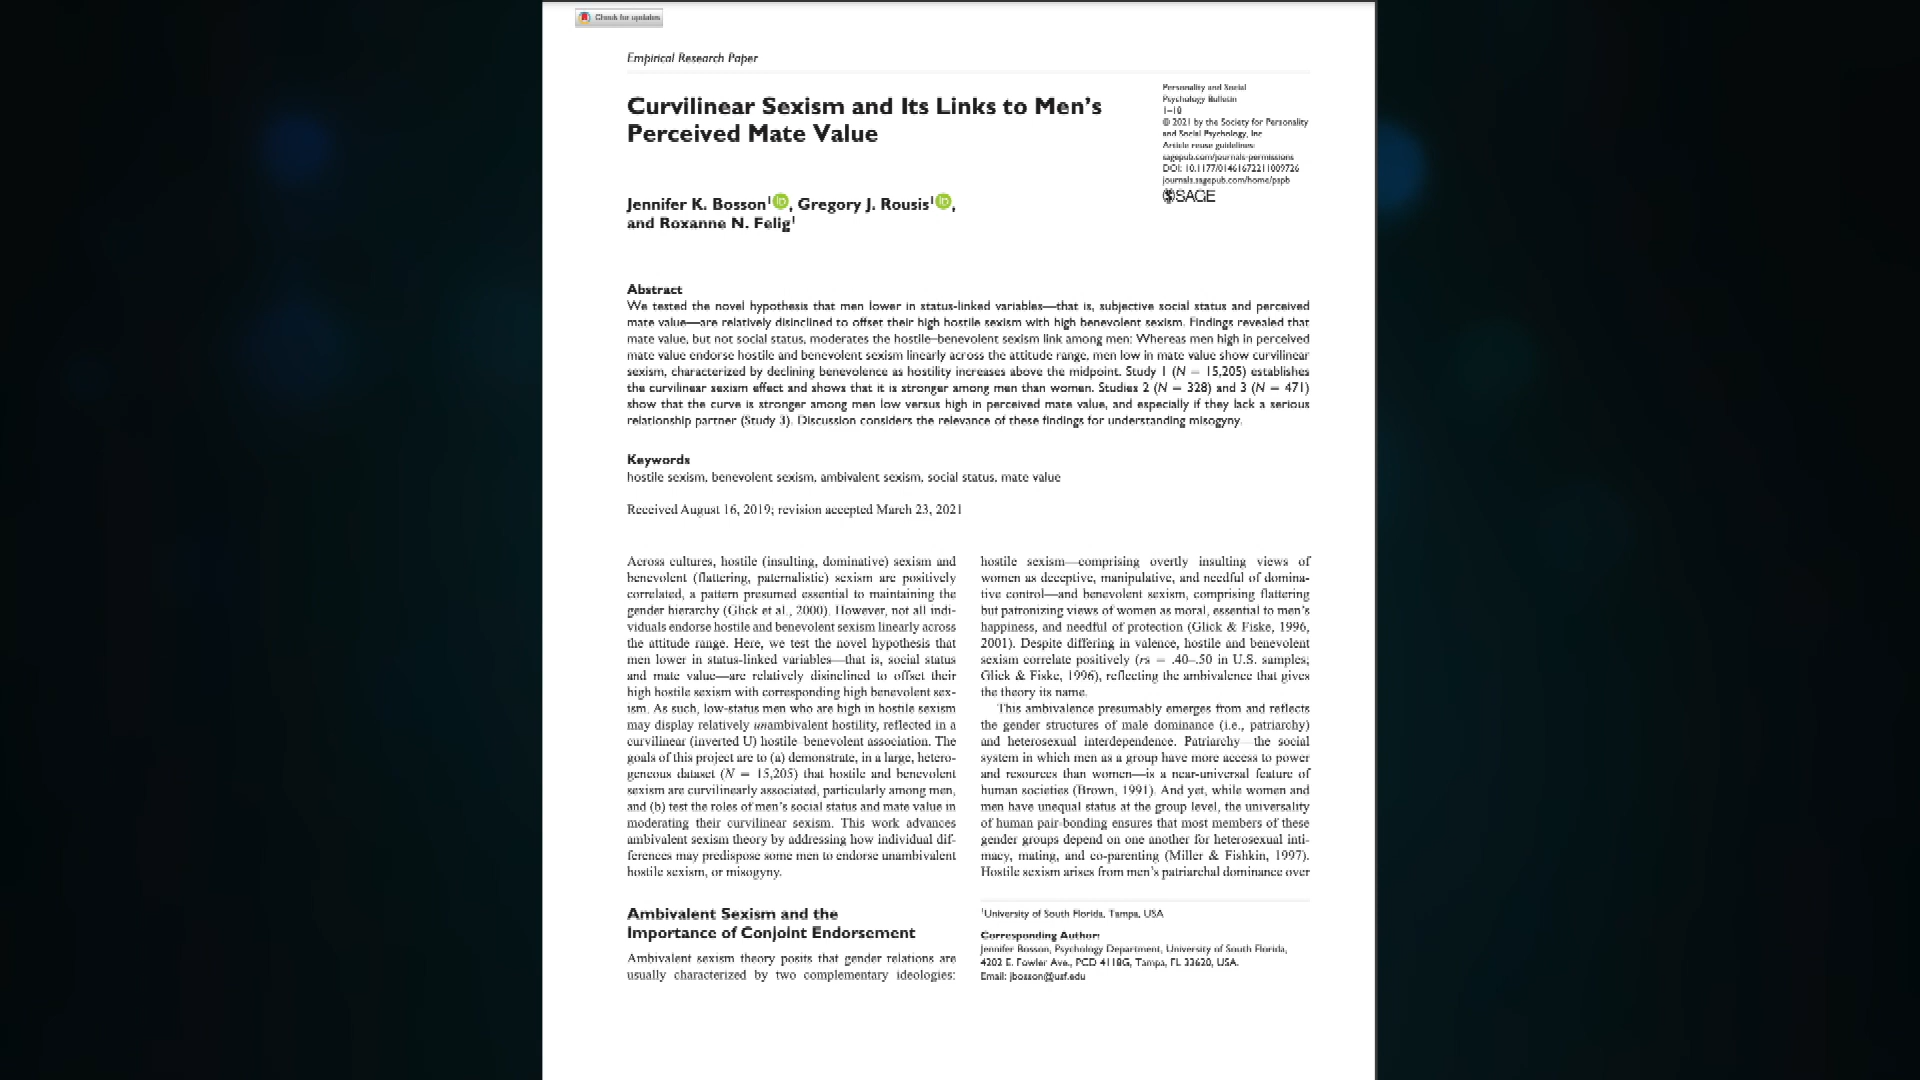 Check for updates
Empirical Research Paper
Curvilinear Sexism and Its Links to Men's
Perceived Mate Value
Personality and Social
Psychology Bulletin
1–10
© 2021 by the Society for Personality
and Social Psychology, Inc
Article reuse guidelines:
sagepub.com/journals-permissions
DOI: 10.1177/01461672211009726
journals.sagepub.com/home/pspb
SAGE
Jennifer K. Bosson1 iD, Gregory J. Rousis1 iD,
and Roxanne N. Felig1
Abstract
We tested the novel hypothesis that men lower in status-linked variables—that is, subjective social status and perceived
mate value—are relatively disinclined to offset their high hostile sexism with high benevolent sexism. Findings revealed that
mate value, but not social status, moderates the hostile–benevolent sexism link among men: Whereas men high in perceived
mate value endorse hostile and benevolent sexism linearly across the attitude range, men low in mate value show curvilinear
sexism, characterized by declining benevolence as hostility increases above the midpoint. Study 1 (N = 15,205) establishes
the curvilinear sexism effect and shows that it is stronger among men than women. Studies 2 (N = 328) and 3 (N = 471)
show that the curve is stronger among men low versus high in perceived mate value, and especially if they lack a serious
relationship partner (Study 3). Discussion considers the relevance of these findings for understanding misogyny.
Keywords
hostile sexism, benevolent sexism, ambivalent sexism, social status, mate value
Received August 16, 2019; revision accepted March 23, 2021
Across cultures, hostile (insulting, dominative) sexism and
benevolent (flattering, paternalistic) sexism are positively
correlated, a pattern presumed essential to maintaining the
gender hierarchy (Glick et al., 2000). However, not all indi-
viduals endorse hostile and benevolent sexism linearly across
the attitude range. Here, we test the novel hypothesis that
men lower in status-linked variables—that is, social status
and mate value—are relatively disinclined to offset their
high hostile sexism with corresponding high benevolent sex-
ism. As such, low-status men who are high in hostile sexism
may display relatively unambivalent hostility, reflected in a
curvilinear (inverted U) hostile–benevolent association. The
goals of this project are to (a) demonstrate, in a large, hetero-
geneous dataset (N = 15,205) that hostile and benevolent
sexism are curvilinearly associated, particularly among men,
and (b) test the roles of men's social status and mate value in
moderating their curvilinear sexism. This work advances
ambivalent sexism theory by addressing how individual dif-
ferences may predispose some men to endorse unambivalent
hostile sexism, or misogyny.
Ambivalent Sexism and the
Importance of Conjoint Endorsement
Ambivalent sexism theory posits that gender relations are
usually characterized by two complementary ideologies:
hostile sexism—comprising overtly insulting views of
women as deceptive, manipulative, and needful of domina-
tive control—and benevolent sexism, comprising flattering
but patronizing views of women as moral, essential to men's
happiness, and needful of protection (Glick & Fiske, 1996,
2001). Despite differing in valence, hostile and benevolent
sexism correlate positively (rs = .40–.50 in U.S. samples;
Glick & Fiske, 1996), reflecting the ambivalence that gives
the theory its name.
This ambivalence presumably emerges from and reflects
the gender structures of male dominance (i.e., patriarchy)
and heterosexual interdependence. Patriarchy—the social
system in which men as a group have more access to power
and resources than women—is a near-universal feature of
human societies (Brown, 1991). And yet, while women and
men have unequal status at the group level, the universality
of human pair-bonding ensures that most members of these
gender groups depend on one another for heterosexual inti-
macy, mating, and co-parenting (Miller & Fishkin, 1997).
Hostile sexism arises from men's patriarchal dominance over
1University of South Florida, Tampa, USA
Corresponding Author:
Jennifer Bosson, Psychology Department, University of South Florida,
4202 E. Fowler Ave., PCD 4118G, Tampa, FL 33620, USA.
Email: jbosson@usf.edu